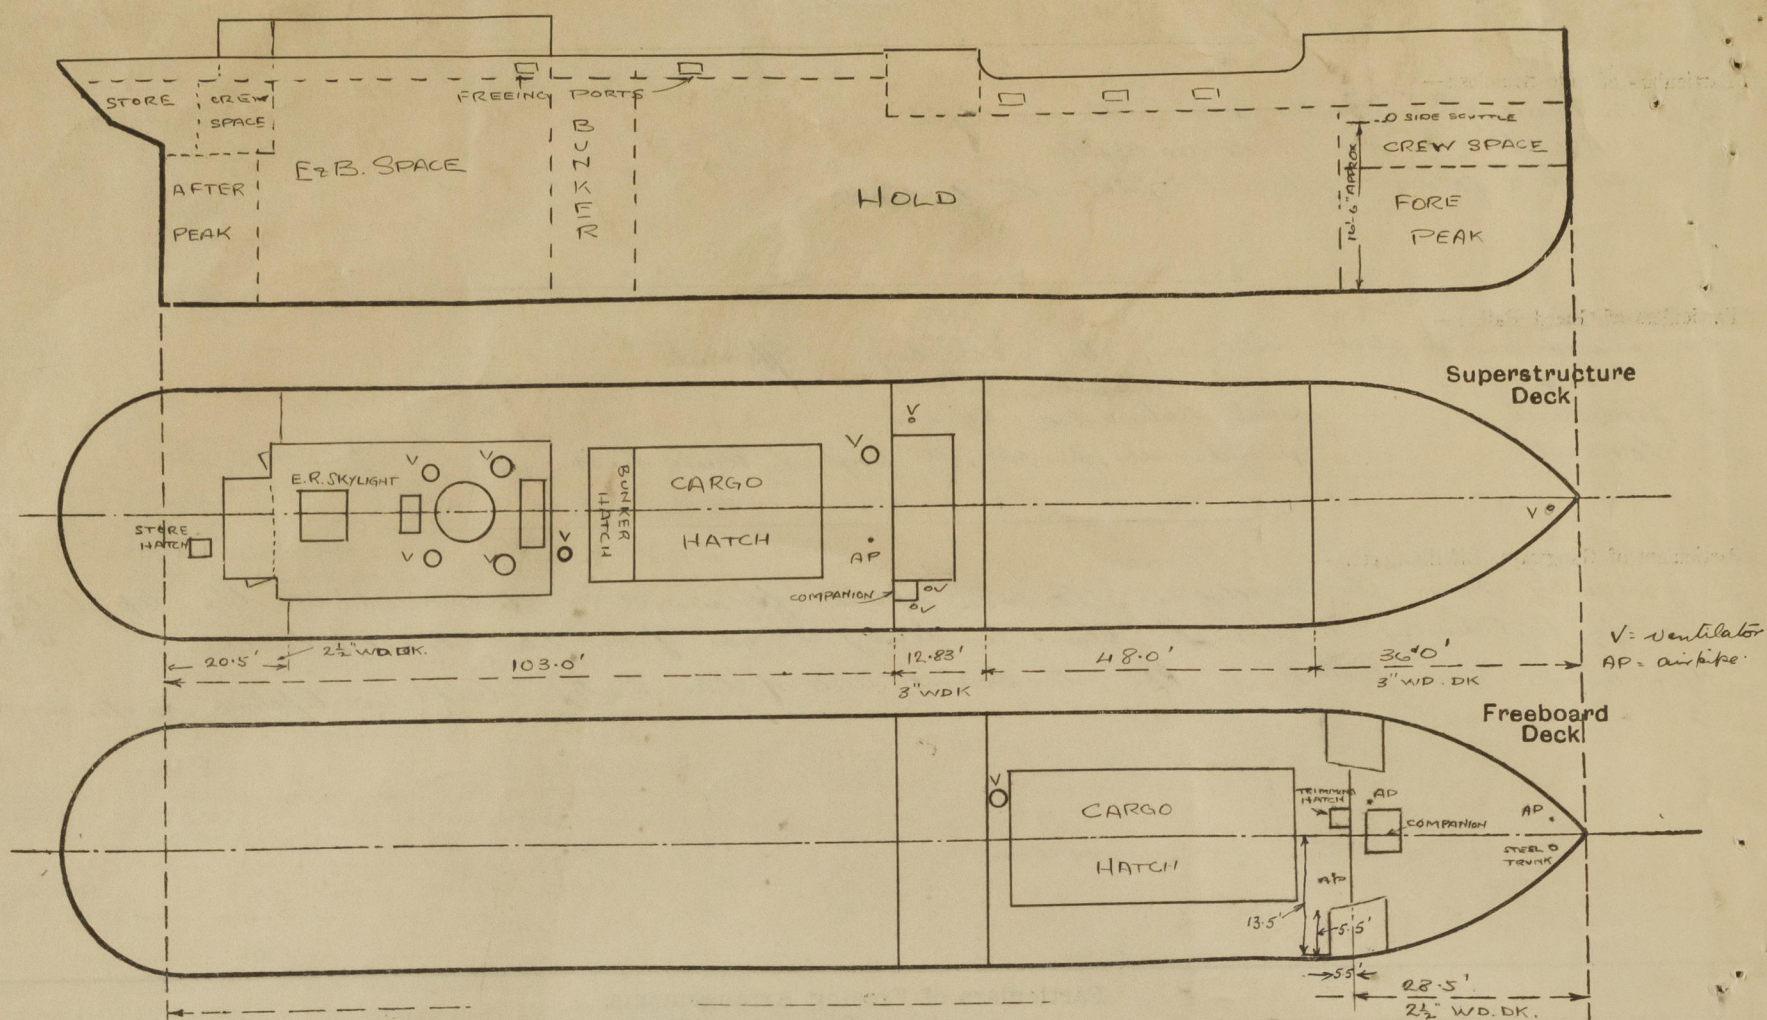 STORE
CREW
SPACE
AFTER
PEAK
E & B. SPACE
FREEING PORTS
BUNKER
HOLD
16'-6" APPROX
SIDE SCUTTLE
CREW SPACE
FORE
PEAK
Superstructure
Deck
STORE
HATCH
E.R. SKYLIGHT
V
V
V
V
V
BUNKER
HATCH
CARGO
HATCH
V
AP
COMPANION
V
V
V
V
V = ventilator
AP = airpipe.
20.5'
2½" WD.DK.
103.0'
12.83'
3" WDK
48.0'
36.0'
3" WD. DK
Freeboard
Deck
V
CARGO
HATCH
TRIMMING
HATCH
AP
COMPANION
AP
STEEL
TRUNK
AP
13.5'
5.5'
5.5'
28.5'
2½" WD. DK.